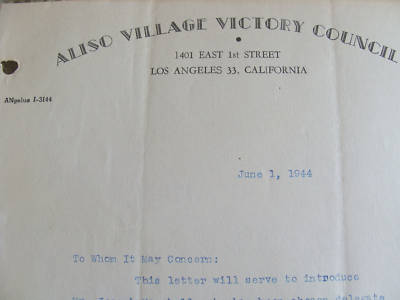 ALISO VILLAGE VICTORY COUNCIL
1401 EAST 1st STREET
LOS ANGELES 33, CALIFORNIA
ANgelus 1-3144
June 1, 1944
To Whom It May Concern:
This letter will serve to introduce